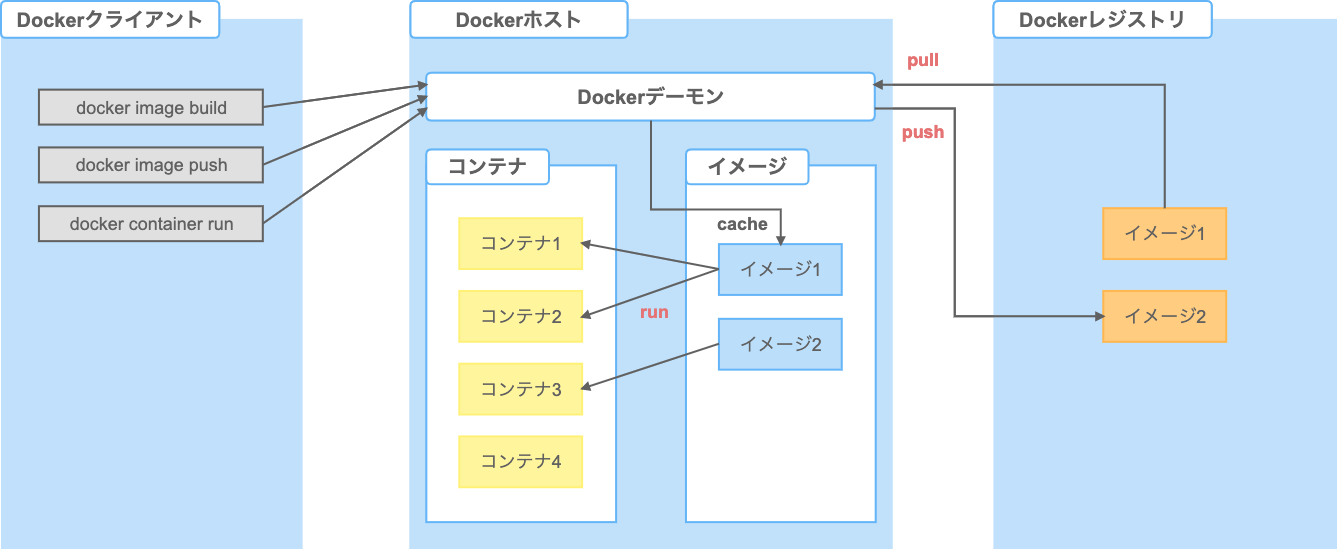 Dockerクライアント
docker image build
docker image push
docker container run
Dockerホスト
Dockerデーモン
コンテナ
コンテナ1
コンテナ2
コンテナ3
コンテナ4
run
イメージ
cache
イメージ1
イメージ2
pull
push
Dockerレジストリ
イメージ1
イメージ2